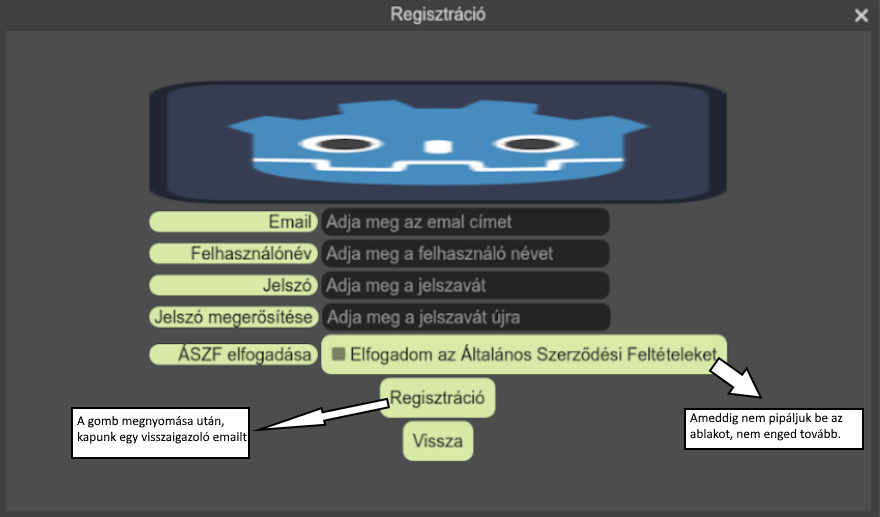 Regisztráció
Email
Adja meg az emal címet
Felhasználónév
Adja meg a felhasználó névet
Jelszó
Adja meg a jelszavát
Jelszó megerősítése
Adja meg a jelszavát újra
ÁSZF elfogadása
Elfogadom az Általános Szerződési Feltételeket
Regisztráció
Vissza
A gomb megnyomása után,
kapunk egy visszaigazoló emailt
Ameddig nem pipáljuk be az
ablakot, nem enged tovább.